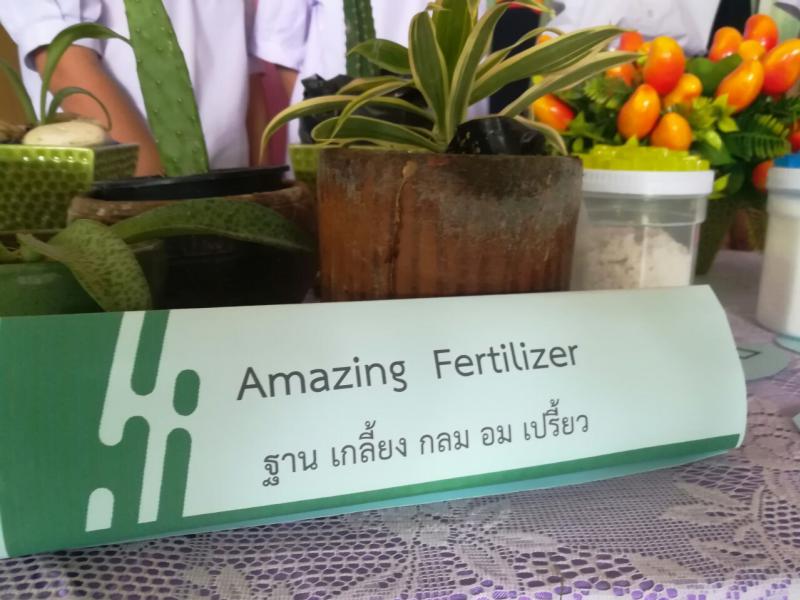 Amazing Fertilizer
ฐาน เกลี้ยง กลม อม เปรี้ยว